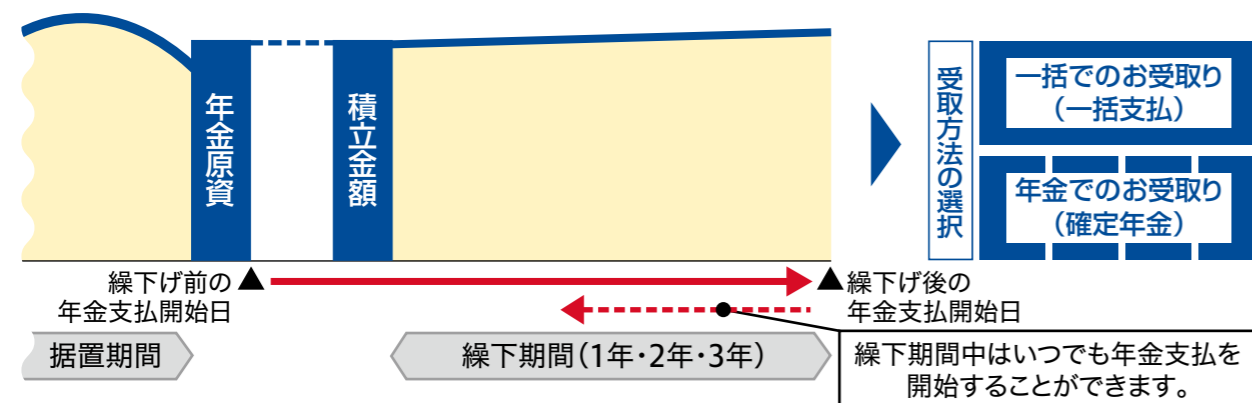 年金原資
積立金額
受取方法の選択
一括でのお受取り
（一括支払）
年金でのお受取り
（確定年金）
繰下げ前の
年金支払開始日
繰下げ後の
年金支払開始日
据置期間
繰下期間（1年・2年・3年）
繰下期間中はいつでも年金支払を
開始することができます。